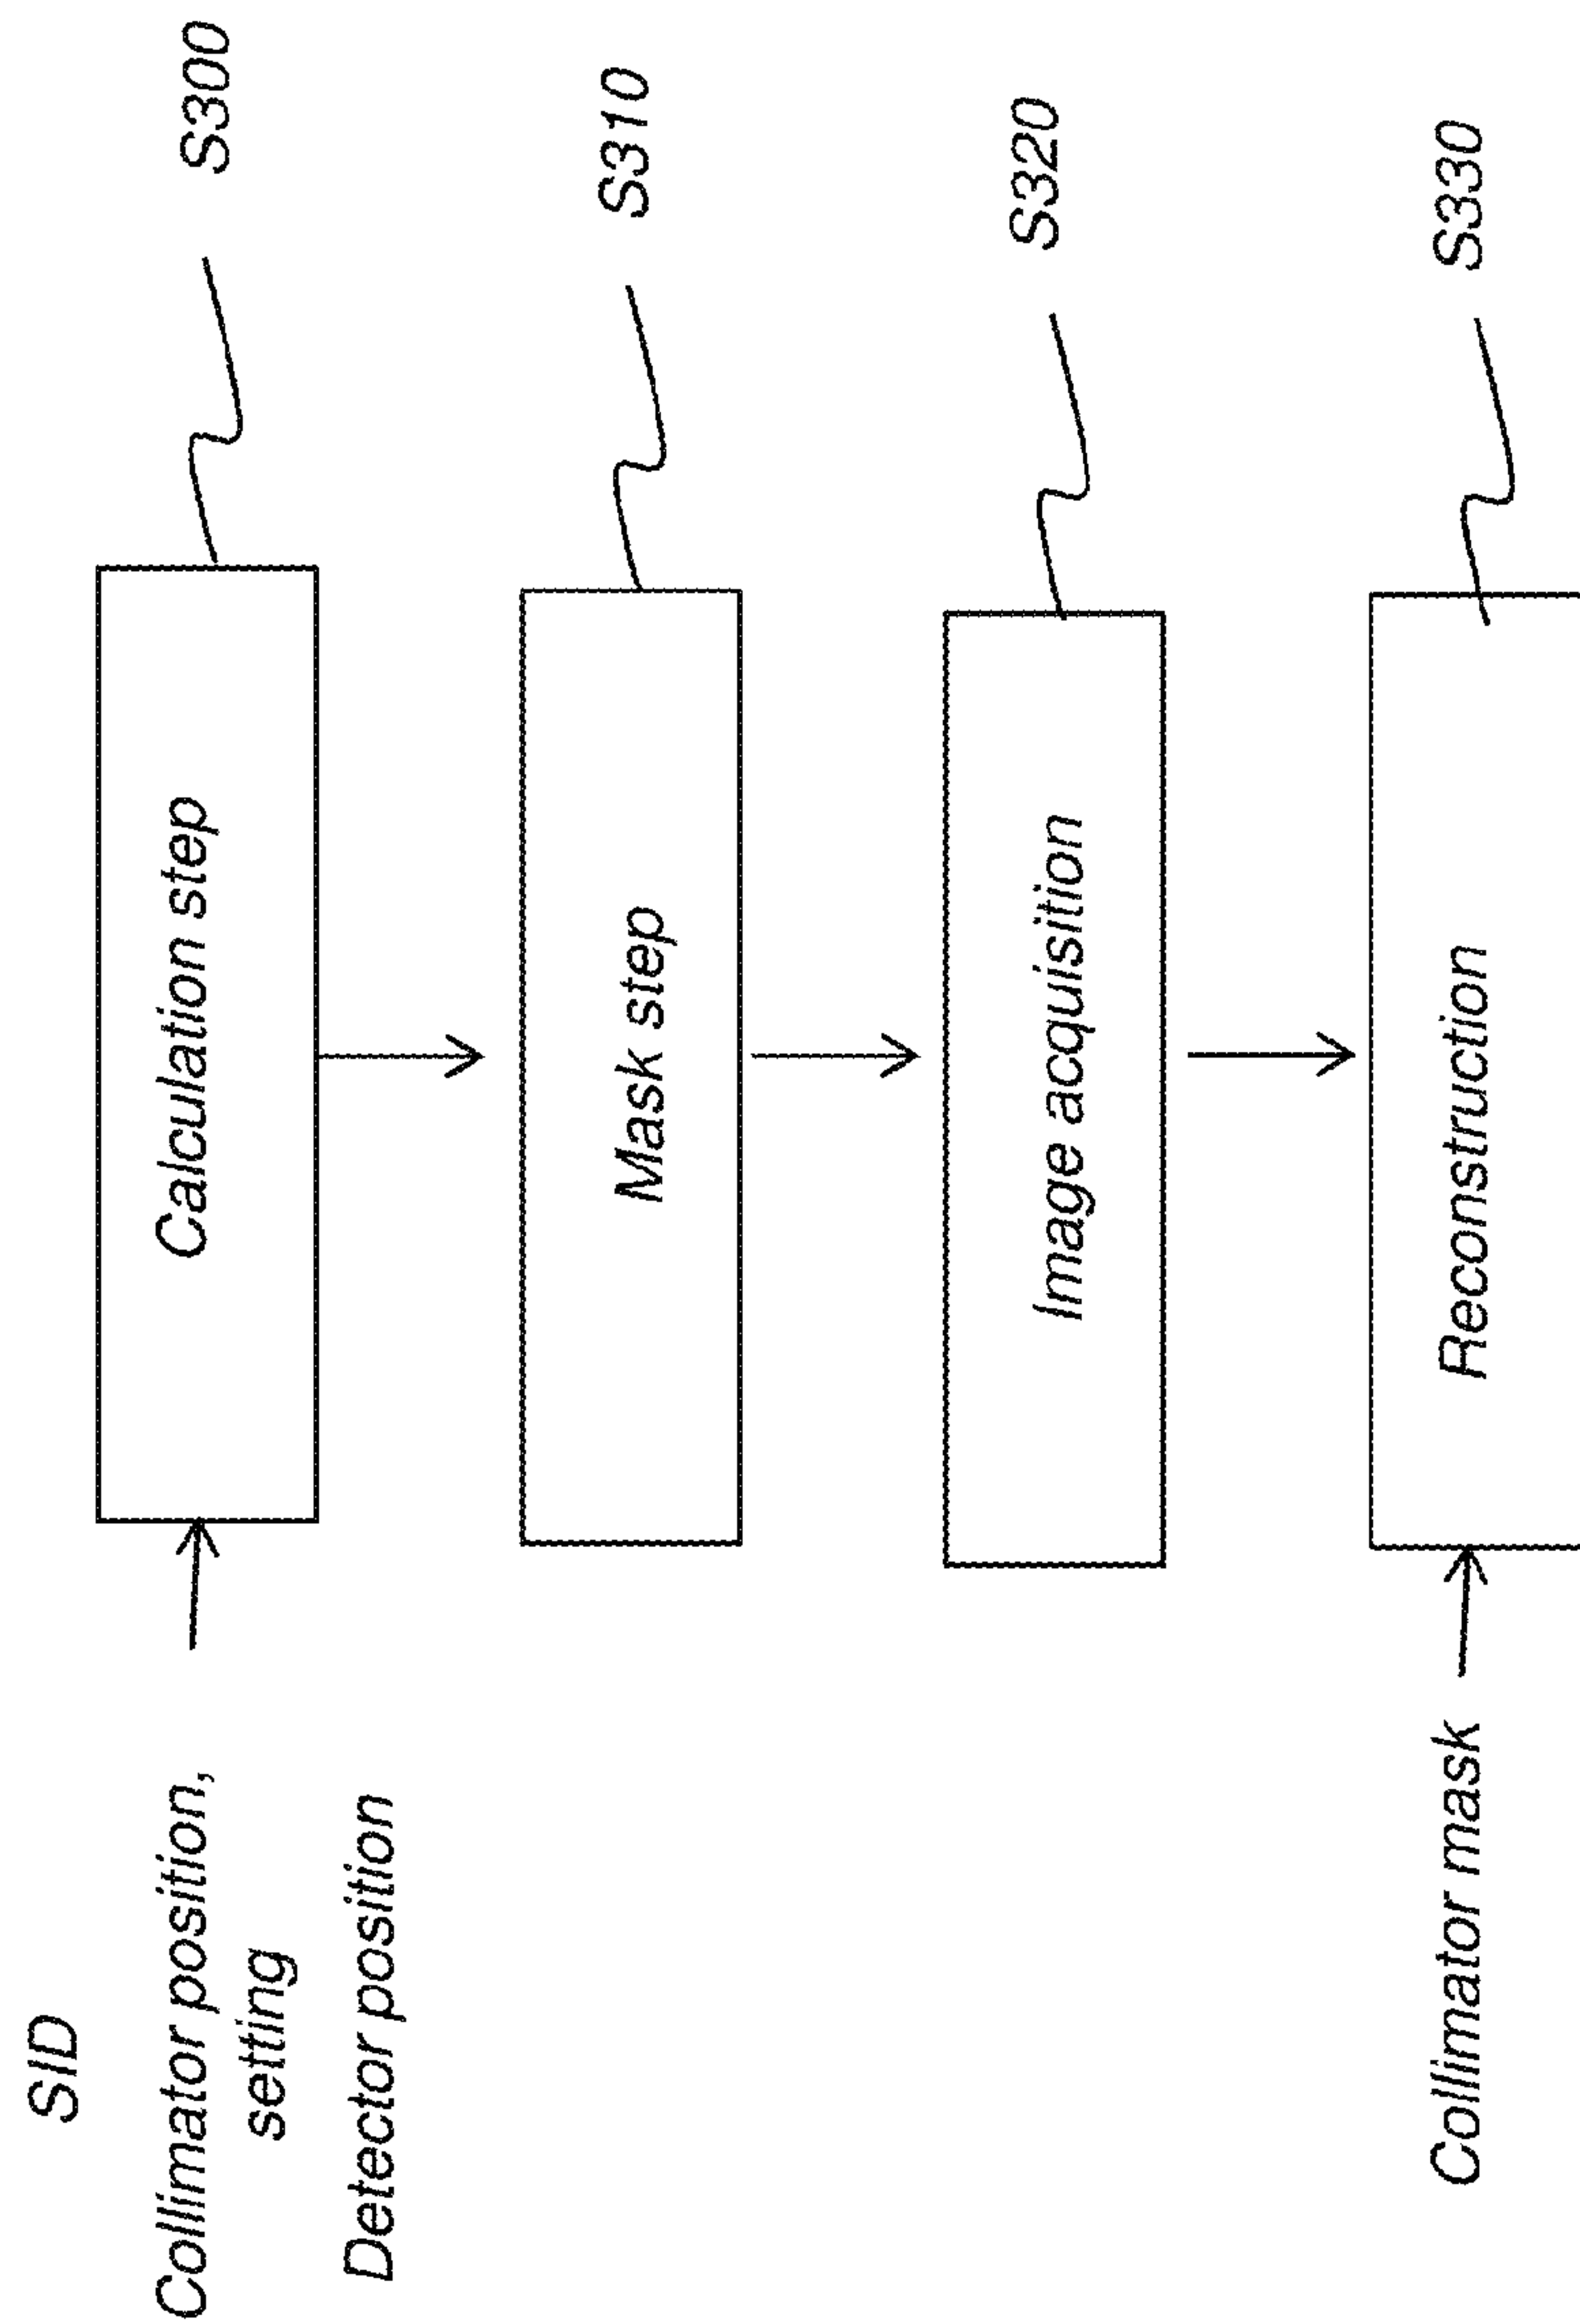 SID
Collimator position,
setting
Detector position
Calculation step
S300
Mask step
S310
Image acquisition
S320
Collimator mask
Reconstruction
S330